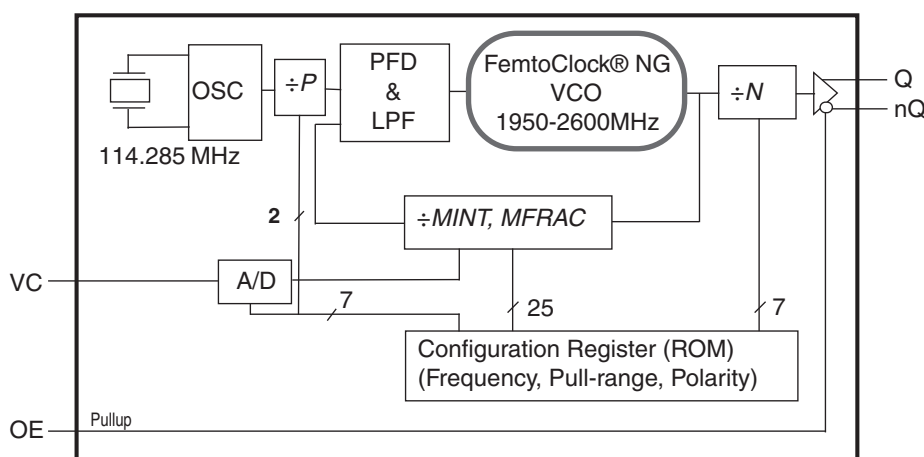 OSC
÷P
PFD
&
LPF
FemtoClock® NG
VCO
1950-2600MHz
÷N
Q
nQ
114.285 MHz
2
÷MINT, MFRAC
VC
A/D
7
25
7
Configuration Register (ROM)
(Frequency, Pull-range, Polarity)
OE
Pullup